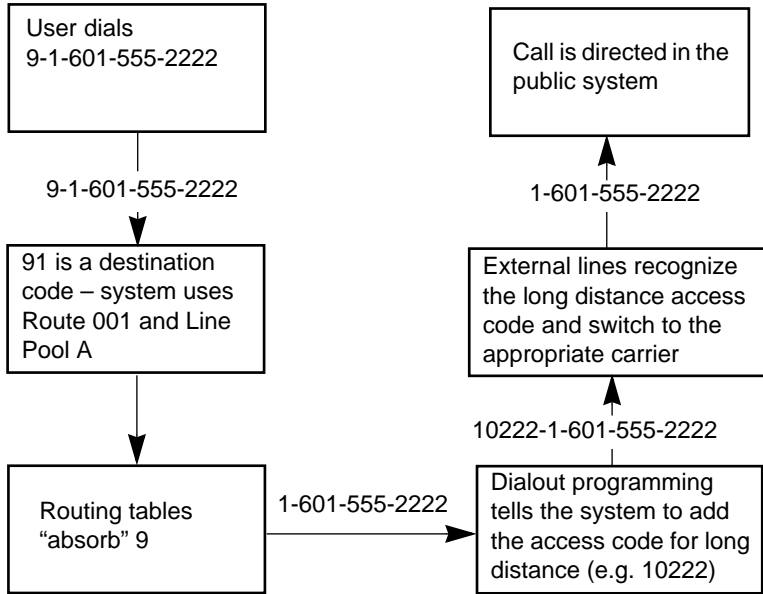 User dials
9-1-601-555-2222
9-1-601-555-2222
91 is a destination
code – system uses
Route 001 and Line
Pool A
Routing tables
“absorb” 9
1-601-555-2222
Dialout programming
tells the system to add
the access code for long
distance (e.g. 10222)
10222-1-601-555-2222
External lines recognize
the long distance access
code and switch to the
appropriate carrier
1-601-555-2222
Call is directed in the
public system